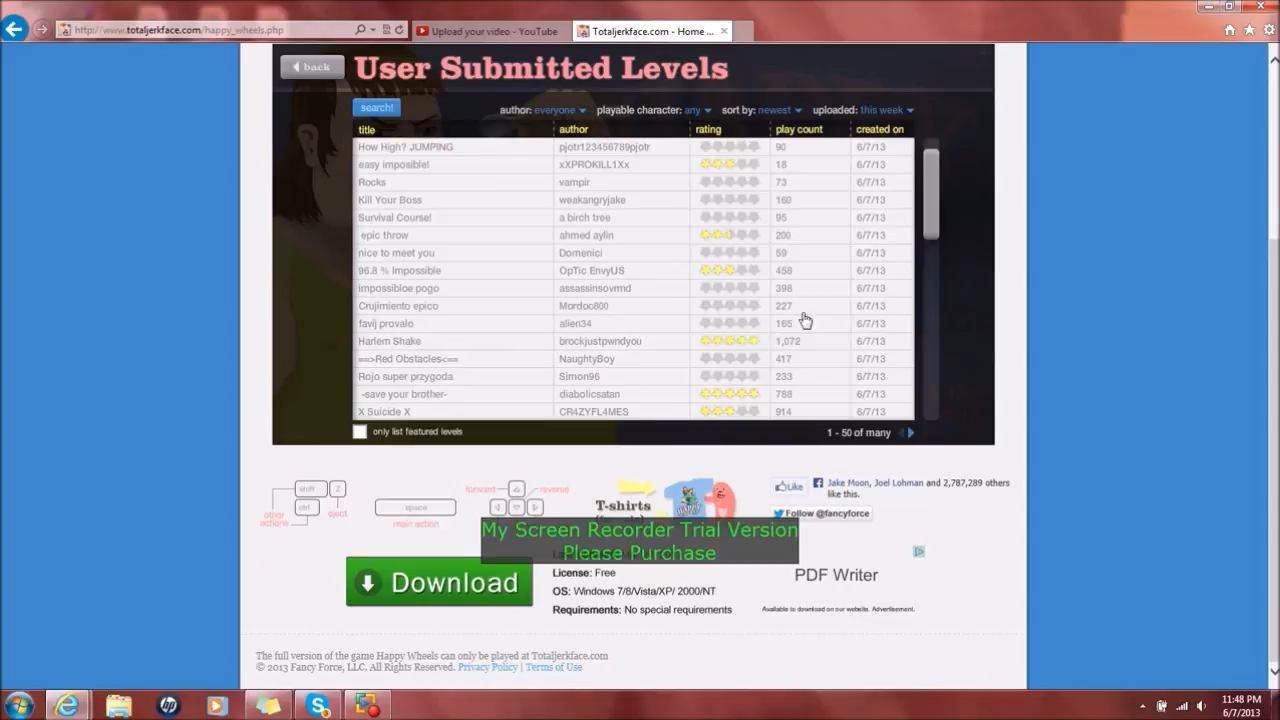 http://www.totaljerkface.com/happy_wheels.php
Upload your video - YouTube
Totaljerkface.com - Home ...
back
User Submitted Levels
search!
author: everyone playable character: any sort by: newest uploaded: this week
title author rating play count created on
How High? JUMPING pjotr123456789pjotr 90 6/7/13
easy imposible! xXPROKILL1Xx 18 6/7/13
Rocks vampir 73 6/7/13
Kill Your Boss weakangryjake 160 6/7/13
Survival Course! a birch tree 95 6/7/13
epic throw ahmed aylin 200 6/7/13
nice to meet you Domenici 59 6/7/13
96.8 % Impossible OpTic EnvyUS 458 6/7/13
impossibloe pogo assassinsovrmd 398 6/7/13
Crujimiento epico Mordoc800 227 6/7/13
favij provalo alien34 165 6/7/13
Harlem Shake brockjustpwndyou 1,072 6/7/13
==>Red Obstacles<== NaughtyBoy 417 6/7/13
Rojo super przygoda Simon96 233 6/7/13
-save your brother- diabolicsatan 788 6/7/13
X Suicide X CR4ZYFL4MES 914 6/7/13
only list featured levels
1 - 50 of many
shift Z
ctrl
eject
other
actions
space
main action
forward
reverse
T-shirts
Like
Jake Moon, Joel Lohman and 2,787,289 others
like this.
Follow @fancyforce
My Screen Recorder Trial Version
Please Purchase
Download
License: Free
OS: Windows 7/8/Vista/XP/ 2000/NT
Requirements: No special requirements
PDF Writer
Available to download on our website. Advertisement.
The full version of the game Happy Wheels can only be played at Totaljerkface.com
© 2013 Fancy Force, LLC. All Rights Reserved. Privacy Policy | Terms of Use
11:48 PM
6/7/2013